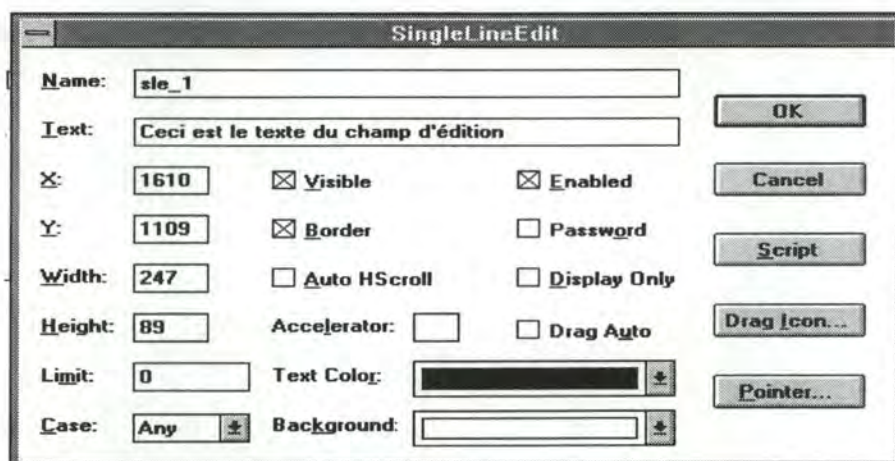 SingleLineEdit
Name: sle_1
OK
Text: Ceci est le texte du champ d'édition
X: 1610 Visible Enabled Cancel
Y: 1109 Border Password
Script
Width: 247 Auto HScroll Display Only
Height: 89 Accelerator: Drag Auto Drag Icon...
Limit: 0 Text Color:
Pointer...
Case: Any Background: